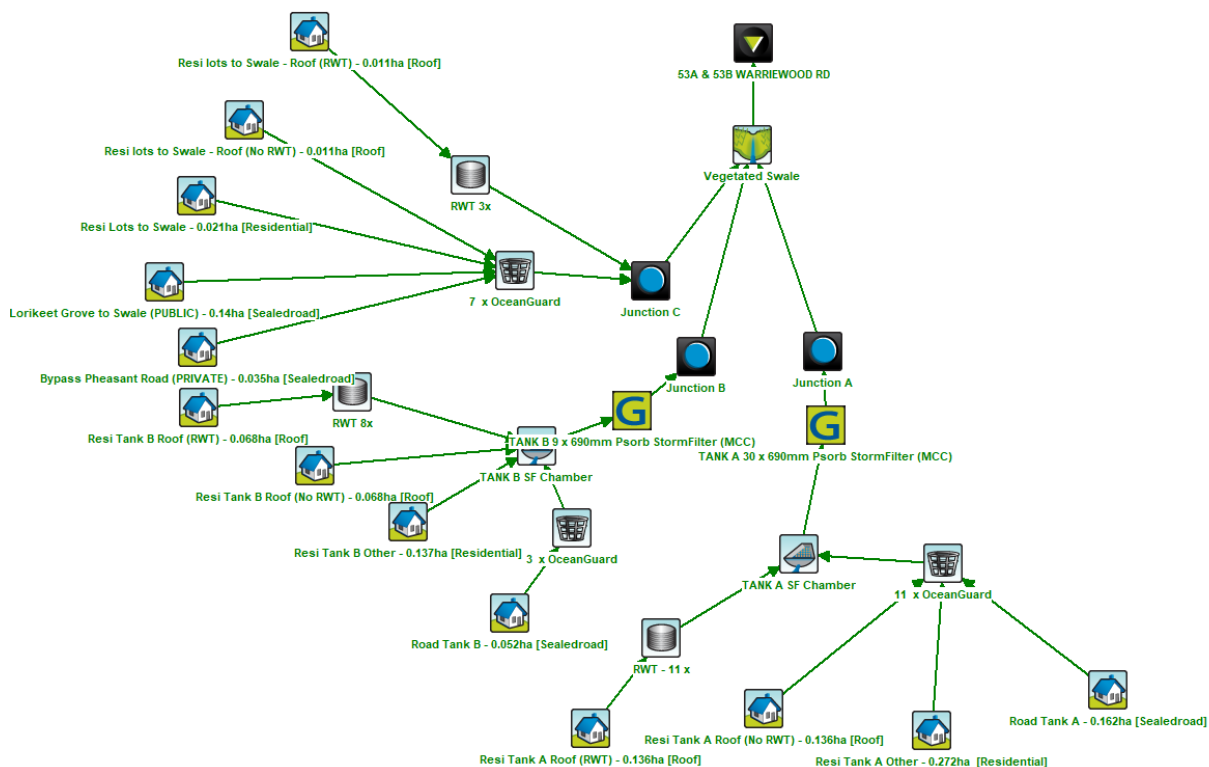 Resi lots to Swale - Roof (RWT) - 0.011ha [Roof]
53A & 53B WARRIEWOOD RD
Resi lots to Swale - Roof (No RWT) - 0.011ha [Roof]
Vegetated Swale
RWT 3x
Resi Lots to Swale - 0.021ha [Residential]
7 x OceanGuard
Lorikeet Grove to Swale (PUBLIC) - 0.14ha [Sealedroad]
Junction C
Bypass Pheasant Road (PRIVATE) - 0.035ha [Sealedroad]
Junction B
Junction A
RWT 8x
Resi Tank B Roof (RWT) - 0.068ha [Roof]
G
G
TANK B 9 x 690mm Psorb StormFilter (MCC)
TANK A 30 x 690mm Psorb StormFilter (MCC)
TANK B SF Chamber
Resi Tank B Roof (No RWT) - 0.068ha [Roof]
Resi Tank B Other - 0.137ha [Residential]
3 x OceanGuard
TANK A SF Chamber
11 x OceanGuard
Road Tank B - 0.052ha [Sealedroad]
RWT - 11 x
Road Tank A - 0.162ha [Sealedroad]
Resi Tank A Roof (No RWT) - 0.136ha [Roof]
Resi Tank A Roof (RWT) - 0.136ha [Roof]
Resi Tank A Other - 0.272ha [Residential]